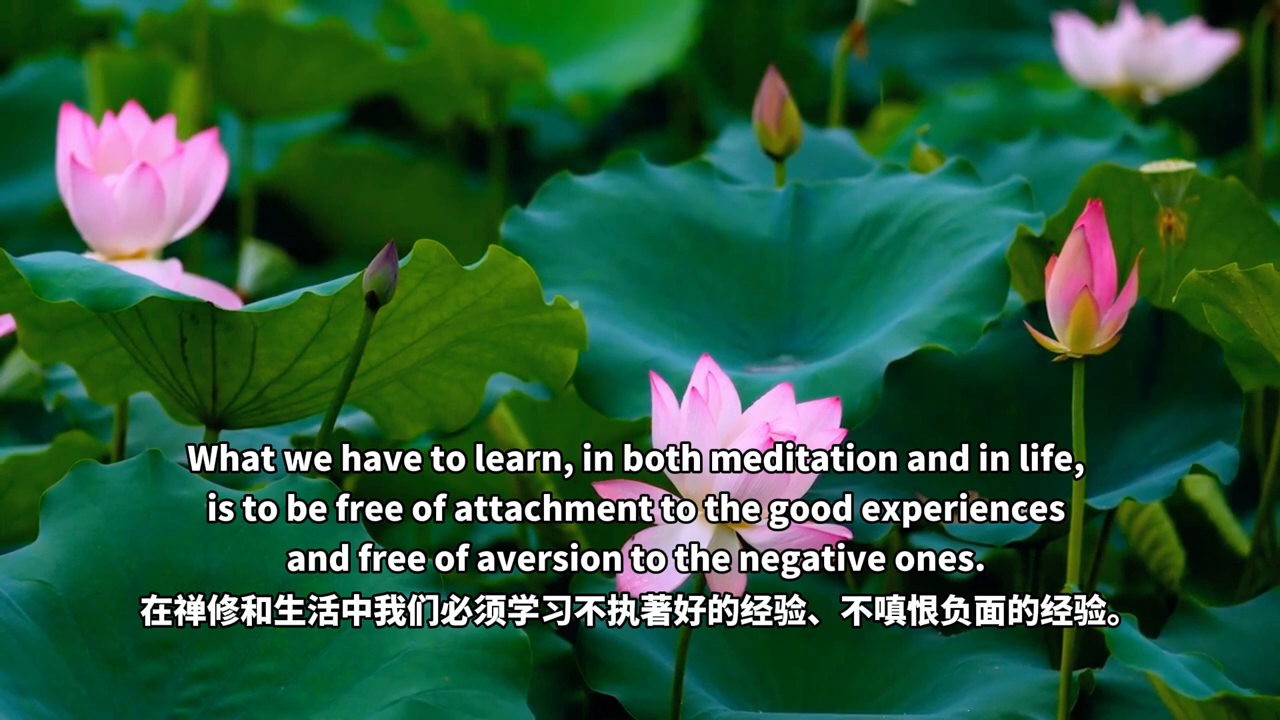 What we have to learn, in both meditation and in life,
is to be free of attachment to the good experiences
and free of aversion to the negative ones.
在禅修和生活中我们必须学习不执著好的经验、不嗔恨负面的经验。